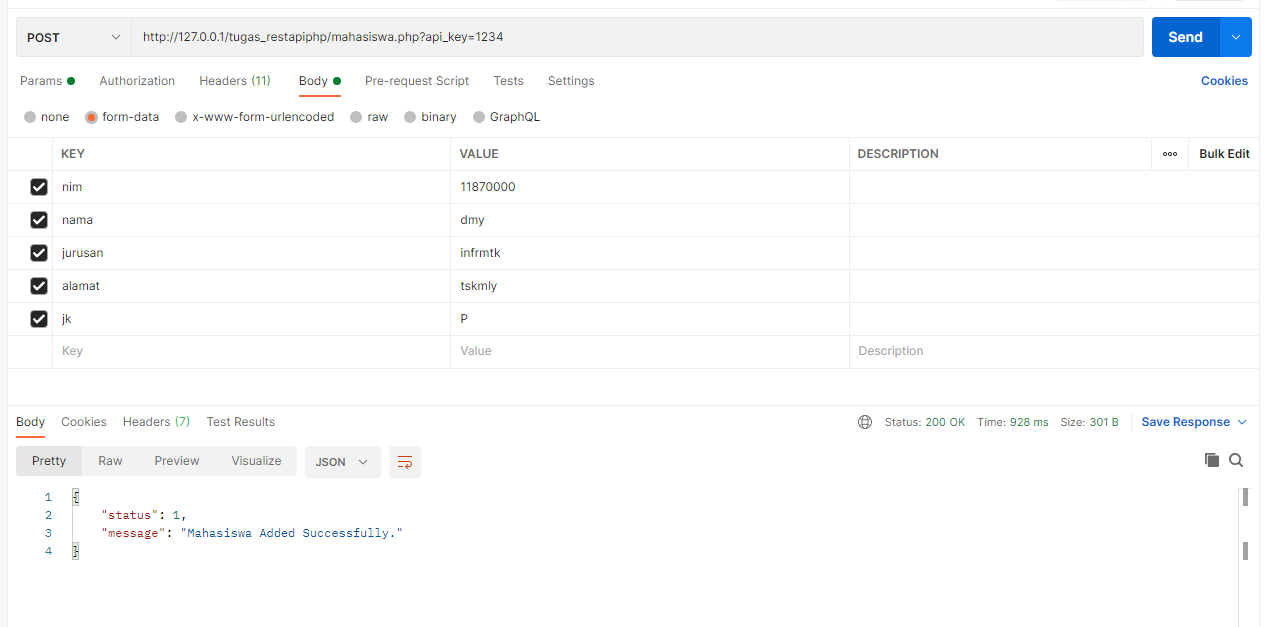 POST http://127.0.0.1/tugas_restapiphp/mahasiswa.php?api_key=1234 Send
Params Authorization Headers (11) Body Pre-request Script Tests Settings Cookies
none form-data x-www-form-urlencoded raw binary GraphQL
KEY VALUE DESCRIPTION ooo Bulk Edit
nim 11870000
nama dmy
jurusan infrmtk
alamat tskmly
jk P
Key Value Description
Body Cookies Headers (7) Test Results Status: 200 OK Time: 928 ms Size: 301 B Save Response
Pretty Raw Preview Visualize JSON
1 {
2 "status": 1,
3 "message": "Mahasiswa Added Successfully."
4 }